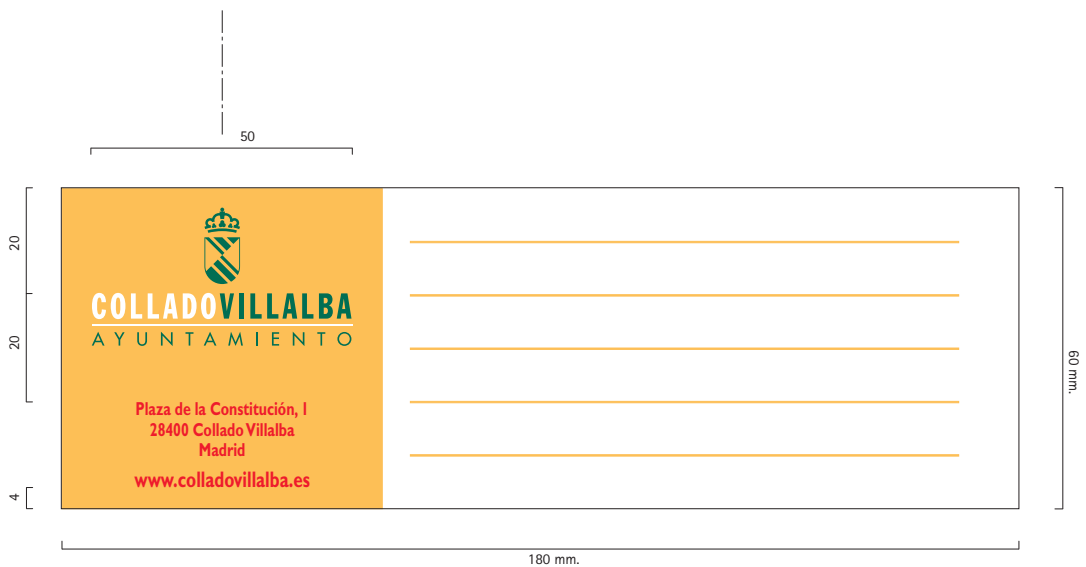 50
20
20
4
COLLADOVILLALBA
AYUNTAMIENTO
Plaza de la Constitución, 1
28400 Collado Villalba
Madrid
www.colladovillalba.es
60 mm.
180 mm.